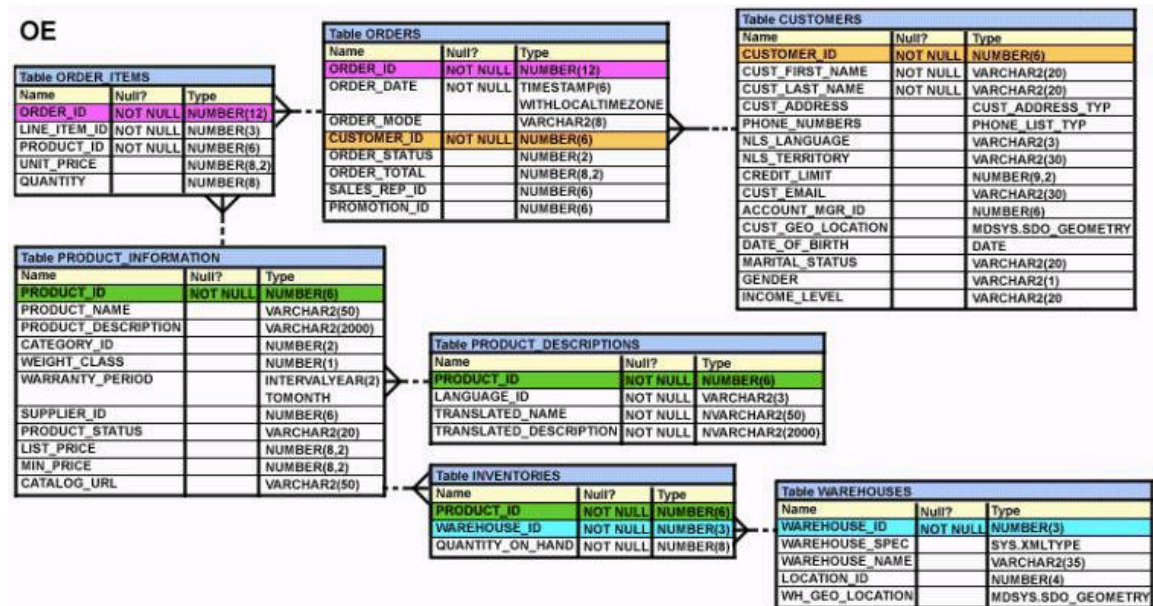 OE
Table ORDER_ITEMS
Name Null? Type
ORDER_ID NOT NULL NUMBER(12)
LINE_ITEM_ID NOT NULL NUMBER(3)
PRODUCT_ID NOT NULL NUMBER(6)
UNIT_PRICE NUMBER(8,2)
QUANTITY NUMBER(8)
Table ORDERS
Name Null? Type
ORDER_ID NOT NULL NUMBER(12)
ORDER_DATE NOT NULL TIMESTAMP(6)
WITHLOCALTIMEZONE
ORDER_MODE VARCHAR2(8)
CUSTOMER_ID NOT NULL NUMBER(6)
ORDER_STATUS NUMBER(2)
ORDER_TOTAL NUMBER(8,2)
SALES_REP_ID NUMBER(6)
PROMOTION_ID NUMBER(6)
Table CUSTOMERS
Name Null? Type
CUSTOMER_ID NOT NULL NUMBER(6)
CUST_FIRST_NAME NOT NULL VARCHAR2(20)
CUST_LAST_NAME NOT NULL VARCHAR2(20)
CUST_ADDRESS CUST_ADDRESS_TYP
PHONE_NUMBERS PHONE_LIST_TYP
NLS_LANGUAGE VARCHAR2(3)
NLS_TERRITORY VARCHAR2(30)
CREDIT_LIMIT NUMBER(9,2)
CUST_EMAIL VARCHAR2(30)
ACCOUNT_MGR_ID NUMBER(6)
CUST_GEO_LOCATION MDSYS.SDO_GEOMETRY
DATE_OF_BIRTH DATE
MARITAL_STATUS VARCHAR2(20)
GENDER VARCHAR2(1)
INCOME_LEVEL VARCHAR2(20
Table PRODUCT_INFORMATION
Name Null? Type
PRODUCT_ID NOT NULL NUMBER(6)
PRODUCT_NAME VARCHAR2(50)
PRODUCT_DESCRIPTION VARCHAR2(2000)
CATEGORY_ID NUMBER(2)
WEIGHT_CLASS NUMBER(1)
WARRANTY_PERIOD INTERVALYEAR(2)
TOMONTH
SUPPLIER_ID NUMBER(6)
PRODUCT_STATUS VARCHAR2(20)
LIST_PRICE NUMBER(8,2)
MIN_PRICE NUMBER(8,2)
CATALOG_URL VARCHAR2(50)
Table PRODUCT_DESCRIPTIONS
Name Null? Type
PRODUCT_ID NOT NULL NUMBER(6)
LANGUAGE_ID NOT NULL VARCHAR2(3)
TRANSLATED_NAME NOT NULL NVARCHAR2(50)
TRANSLATED_DESCRIPTION NOT NULL NVARCHAR2(2000)
Table INVENTORIES
Name Null? Type
PRODUCT_ID NOT NULL NUMBER(6)
WAREHOUSE_ID NOT NULL NUMBER(3)
QUANTITY_ON_HAND NOT NULL NUMBER(8)
Table WAREHOUSES
Name Null? Type
WAREHOUSE_ID NOT NULL NUMBER(3)
WAREHOUSE_SPEC SYS.XMLTYPE
WAREHOUSE_NAME VARCHAR2(35)
LOCATION_ID NUMBER(4)
WH_GEO_LOCATION MDSYS.SDO_GEOMETRY